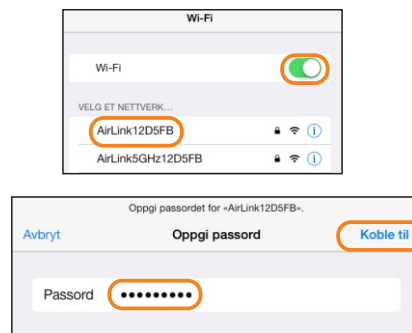 Wi-Fi
Wi-Fi
VELG ET NETTVERK...
AirLink12D5FB
AirLink5GHz12D5FB
Oppgi passordet for «AirLink12D5FB».
Avbryt Oppgi passord Koble til
Passord •••••••••